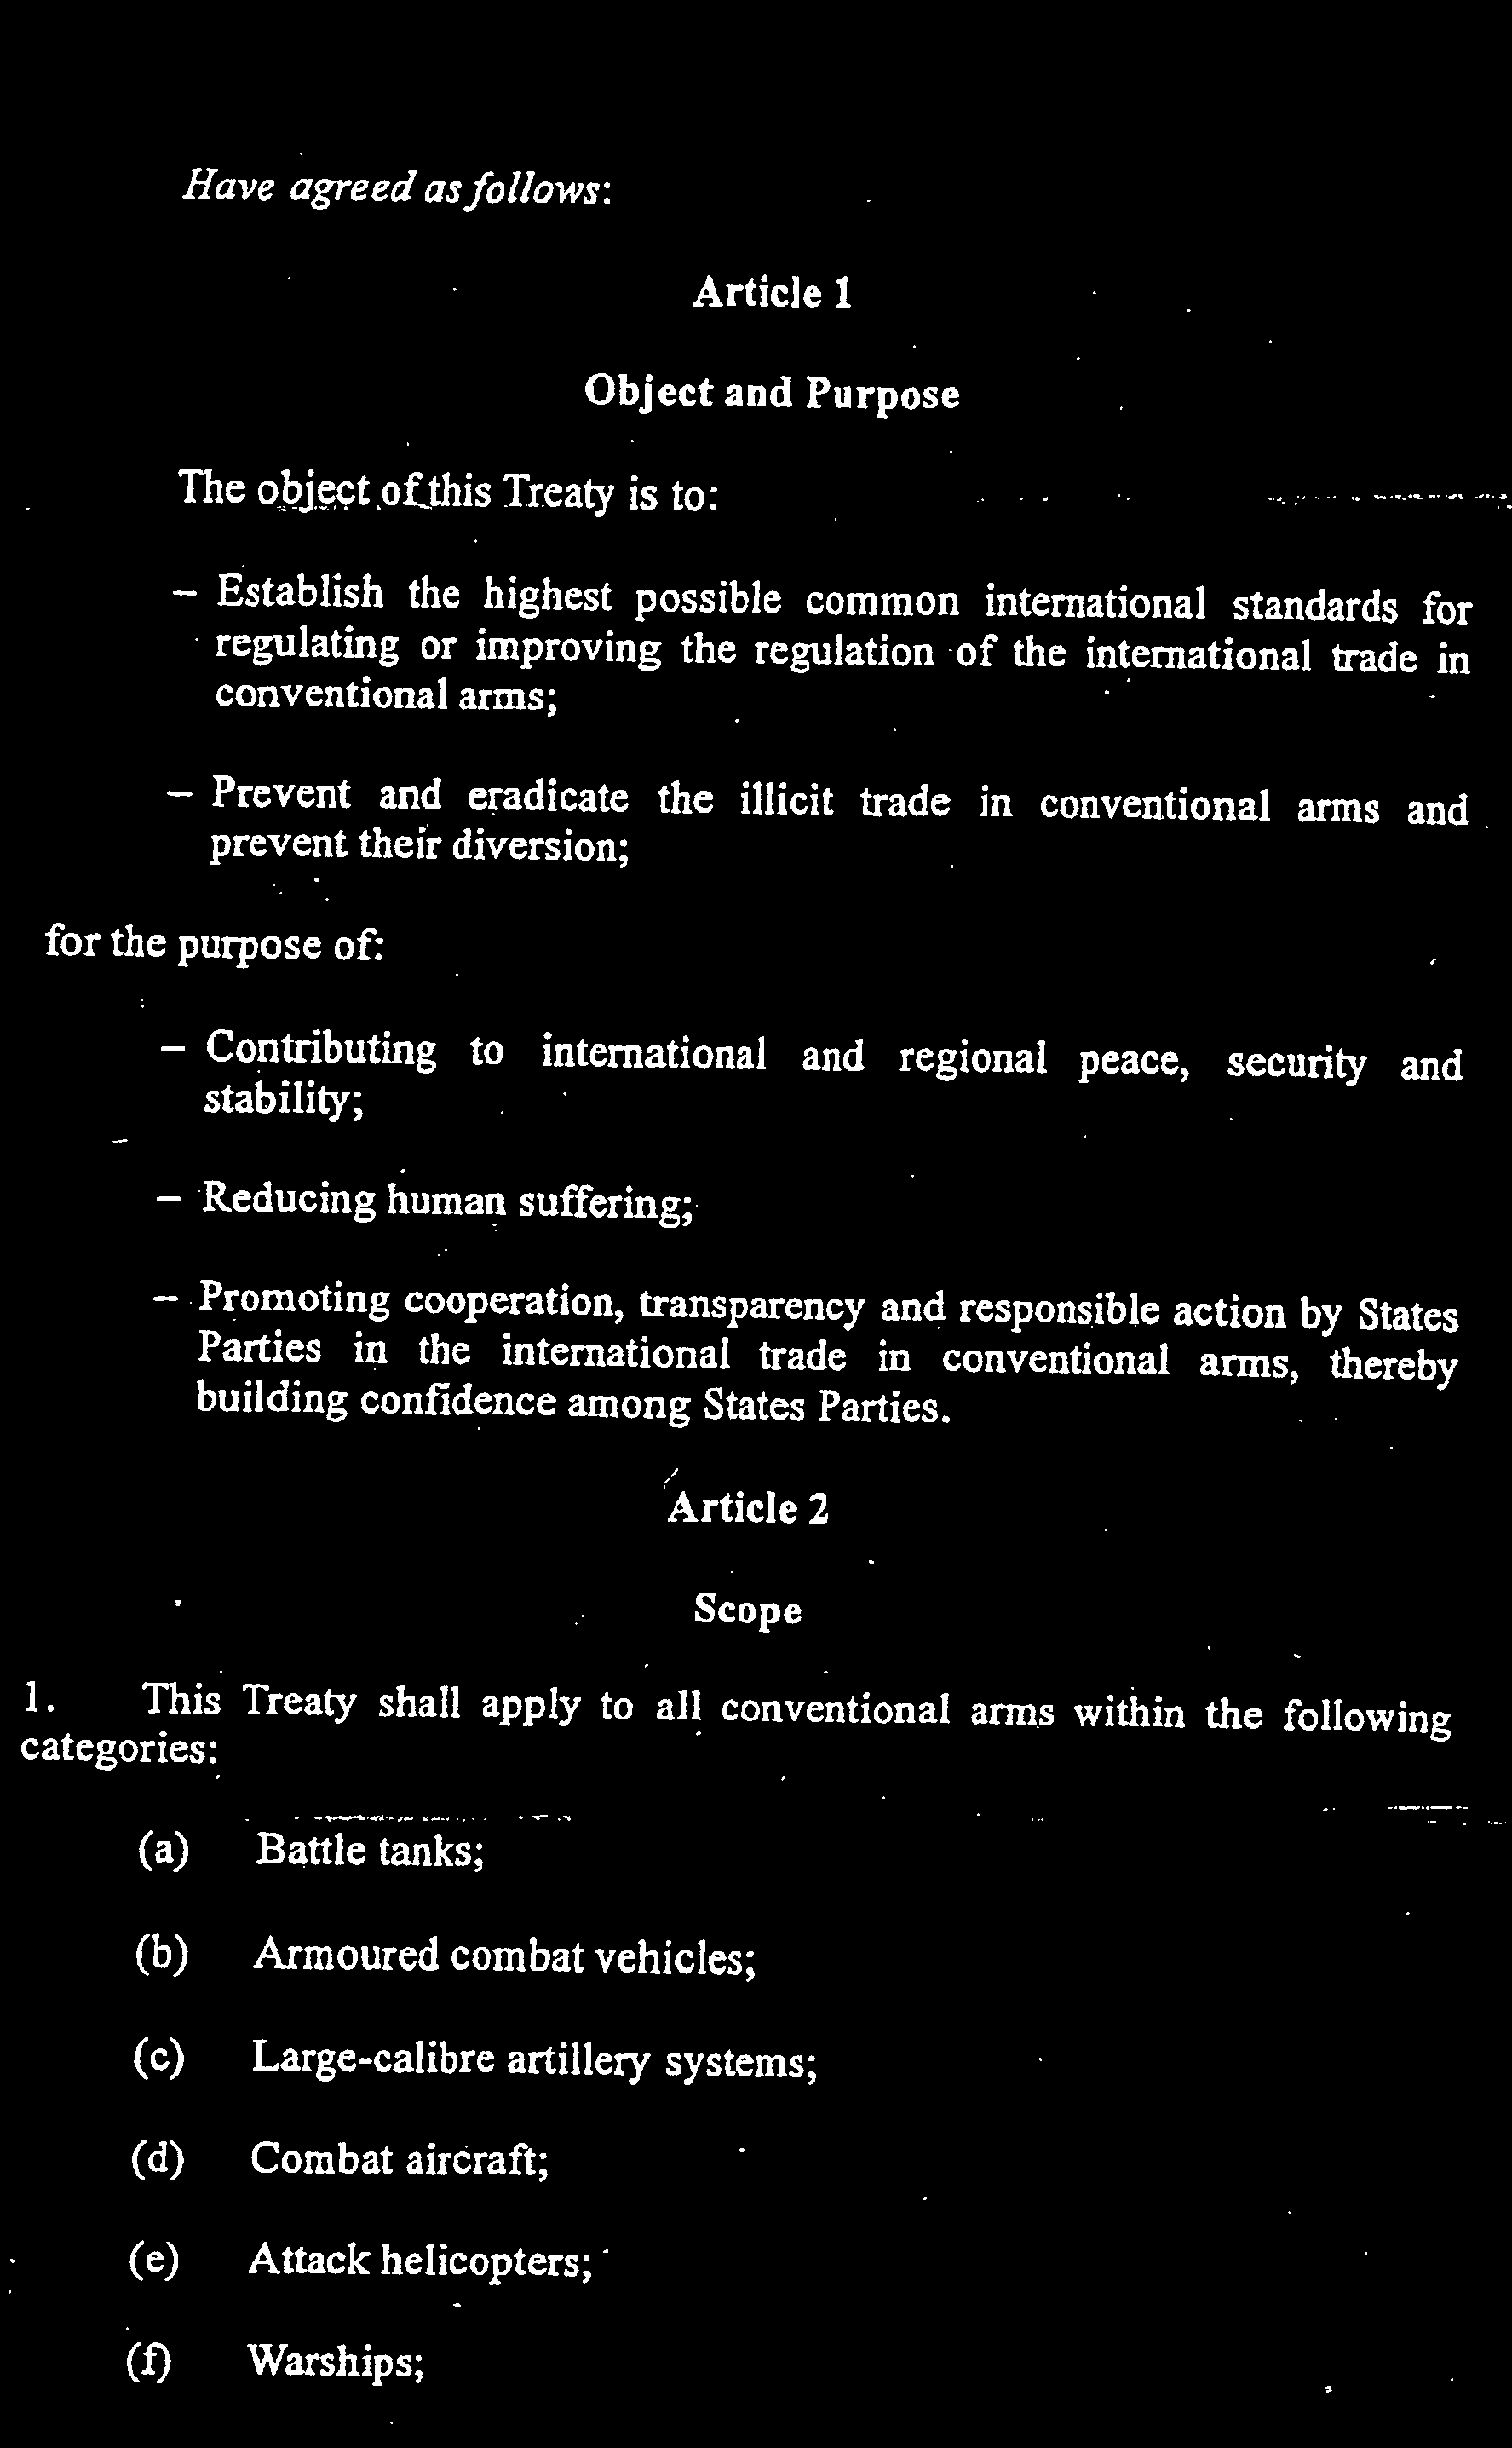 Have agreed as follows:
Article 1
Object and Purpose
The object of this Treaty is to:
– Establish the highest possible common international standards for
regulating or improving the regulation of the international trade in
conventional arms;
– Prevent and eradicate the illicit trade in conventional arms and
prevent their diversion;
for the purpose of:
– Contributing to international and regional peace, security and
stability;
– Reducing human suffering;
– Promoting cooperation, transparency and responsible action by States
Parties in the international trade in conventional arms, thereby
building confidence among States Parties.
Article 2
Scope
1. This Treaty shall apply to all conventional arms within the following
categories:
(a) Battle tanks;
(b) Armoured combat vehicles;
(c) Large-calibre artillery systems;
(d) Combat aircraft;
(e) Attack helicopters;
(f) Warships;